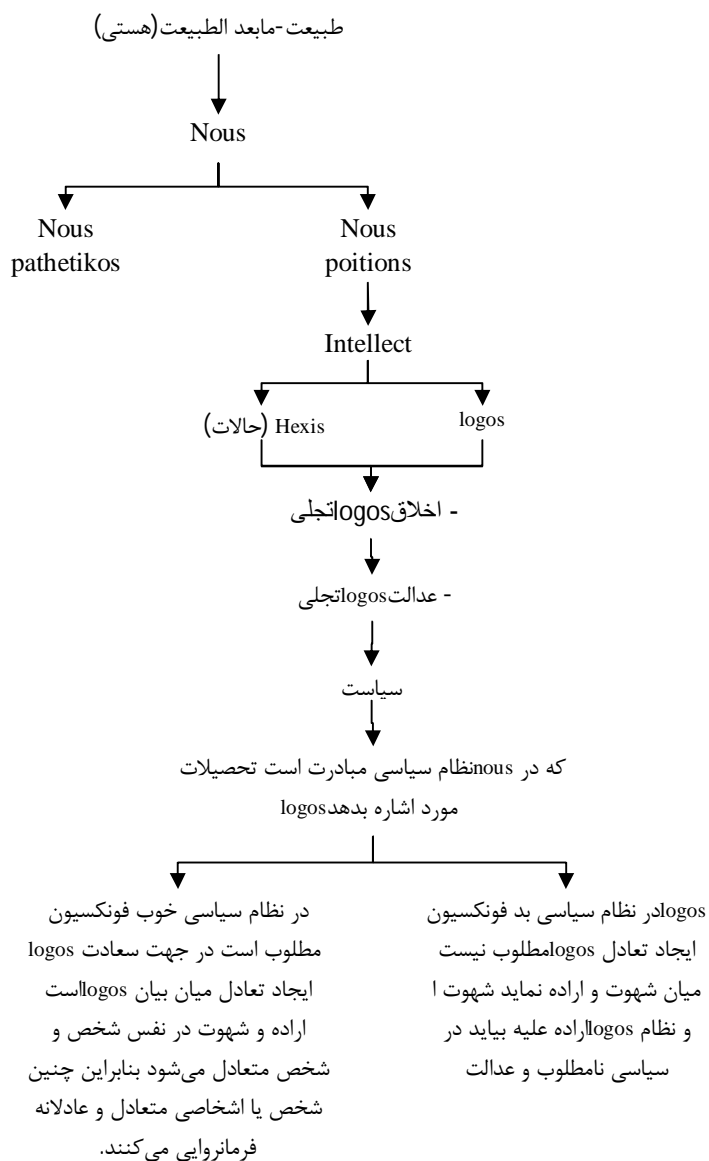 طبیعت-مابعد الطبیعت(هستی)
Nous
Nous
pathetikos
Nous
poitions
Intellect
Hexis (حالات)
logos
- اخلاقlogosتجلی
- عدالتlogosتجلی
سیاست
که در nousنظام سیاسی مبادرت است تحصیلات
مورد اشاره بدهدlogos
logosدر نظام سیاسی بد فونکسیون
ایجاد تعادل logosمطلوب نیست
میان شهوت و اراده نماید شهوت ا
و نظام logosاراده علیه بیاید در
سیاسی نامطلوب و عدالت
در نظام سیاسی خوب فونکسیون
مطلوب است در جهت سعادت logos
ایجاد تعادل میان بیان logosاست
اراده و شهوت در نفس شخص و
شخص متعادل می‌شود بنابراین چنین
شخص یا اشخاصی متعادل و عادلانه
فرمانروایی می‌کنند.